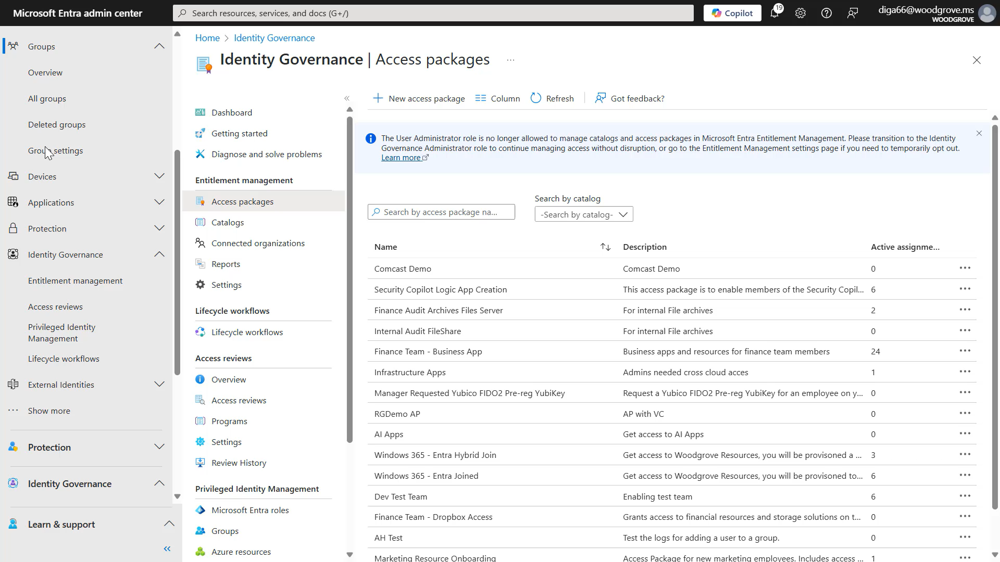 Microsoft Entra admin center
Search resources, services, and docs (G+/)
Copilot
19
diga66@woodgrove.ms
WOODGROVE
Groups
Overview
All groups
Deleted groups
Group settings
Devices
Applications
Protection
Identity Governance
Entitlement management
Access reviews
Privileged Identity
Management
Lifecycle workflows
External Identities
Show more
Protection
Identity Governance
Learn & support
Home > Identity Governance
Identity Governance | Access packages
Dashboard
Getting started
Diagnose and solve problems
Entitlement management
Access packages
Catalogs
Connected organizations
Reports
Settings
Lifecycle workflows
Lifecycle workflows
Access reviews
Overview
Access reviews
Programs
Settings
Review History
Privileged Identity Management
Microsoft Entra roles
Groups
Azure resources
New access package
Column
Refresh
Got feedback?
The User Administrator role is no longer allowed to manage catalogs and access packages in Microsoft Entra Entitlement Management. Please transition to the Identity
Governance Administrator role to continue managing access without disruption, or go to the Entitlement Management settings page if you need to temporarily opt out.
Learn more
Search by catalog
Search by access package na...
-Search by catalog-
Name Description Active assignme...
Comcast Demo Comcast Demo 0
Security Copilot Logic App Creation This access package is to enable members of the Security Copil... 6
Finance Audit Archives Files Server For internal File archives 2
Internal Audit FileShare For internal File archives 0
Finance Team - Business App Business apps and resources for finance team members 24
Infrastructure Apps Admins needed cross cloud acces 1
Manager Requested Yubico FIDO2 Pre-reg YubiKey Request a Yubico FIDO2 Pre-reg YubiKey for an employee on y... 0
RGDemo AP AP with VC 0
AI Apps Get access to AI Apps 0
Windows 365 - Entra Hybrid Join Get access to Woodgrove Resources, you will be provisoned a ... 3
Windows 365 - Entra Joined Get access to Woodgrove Resources, you will be provisoned to... 6
Dev Test Team Enabling test team 6
Finance Team - Dropbox Access Grants access to financial resources and storage solutions on t... 0
AH Test Test the logs for adding a user to a group. 0
Marketing Resource Onboarding Access Package for new marketing employees. Includes access ... 1